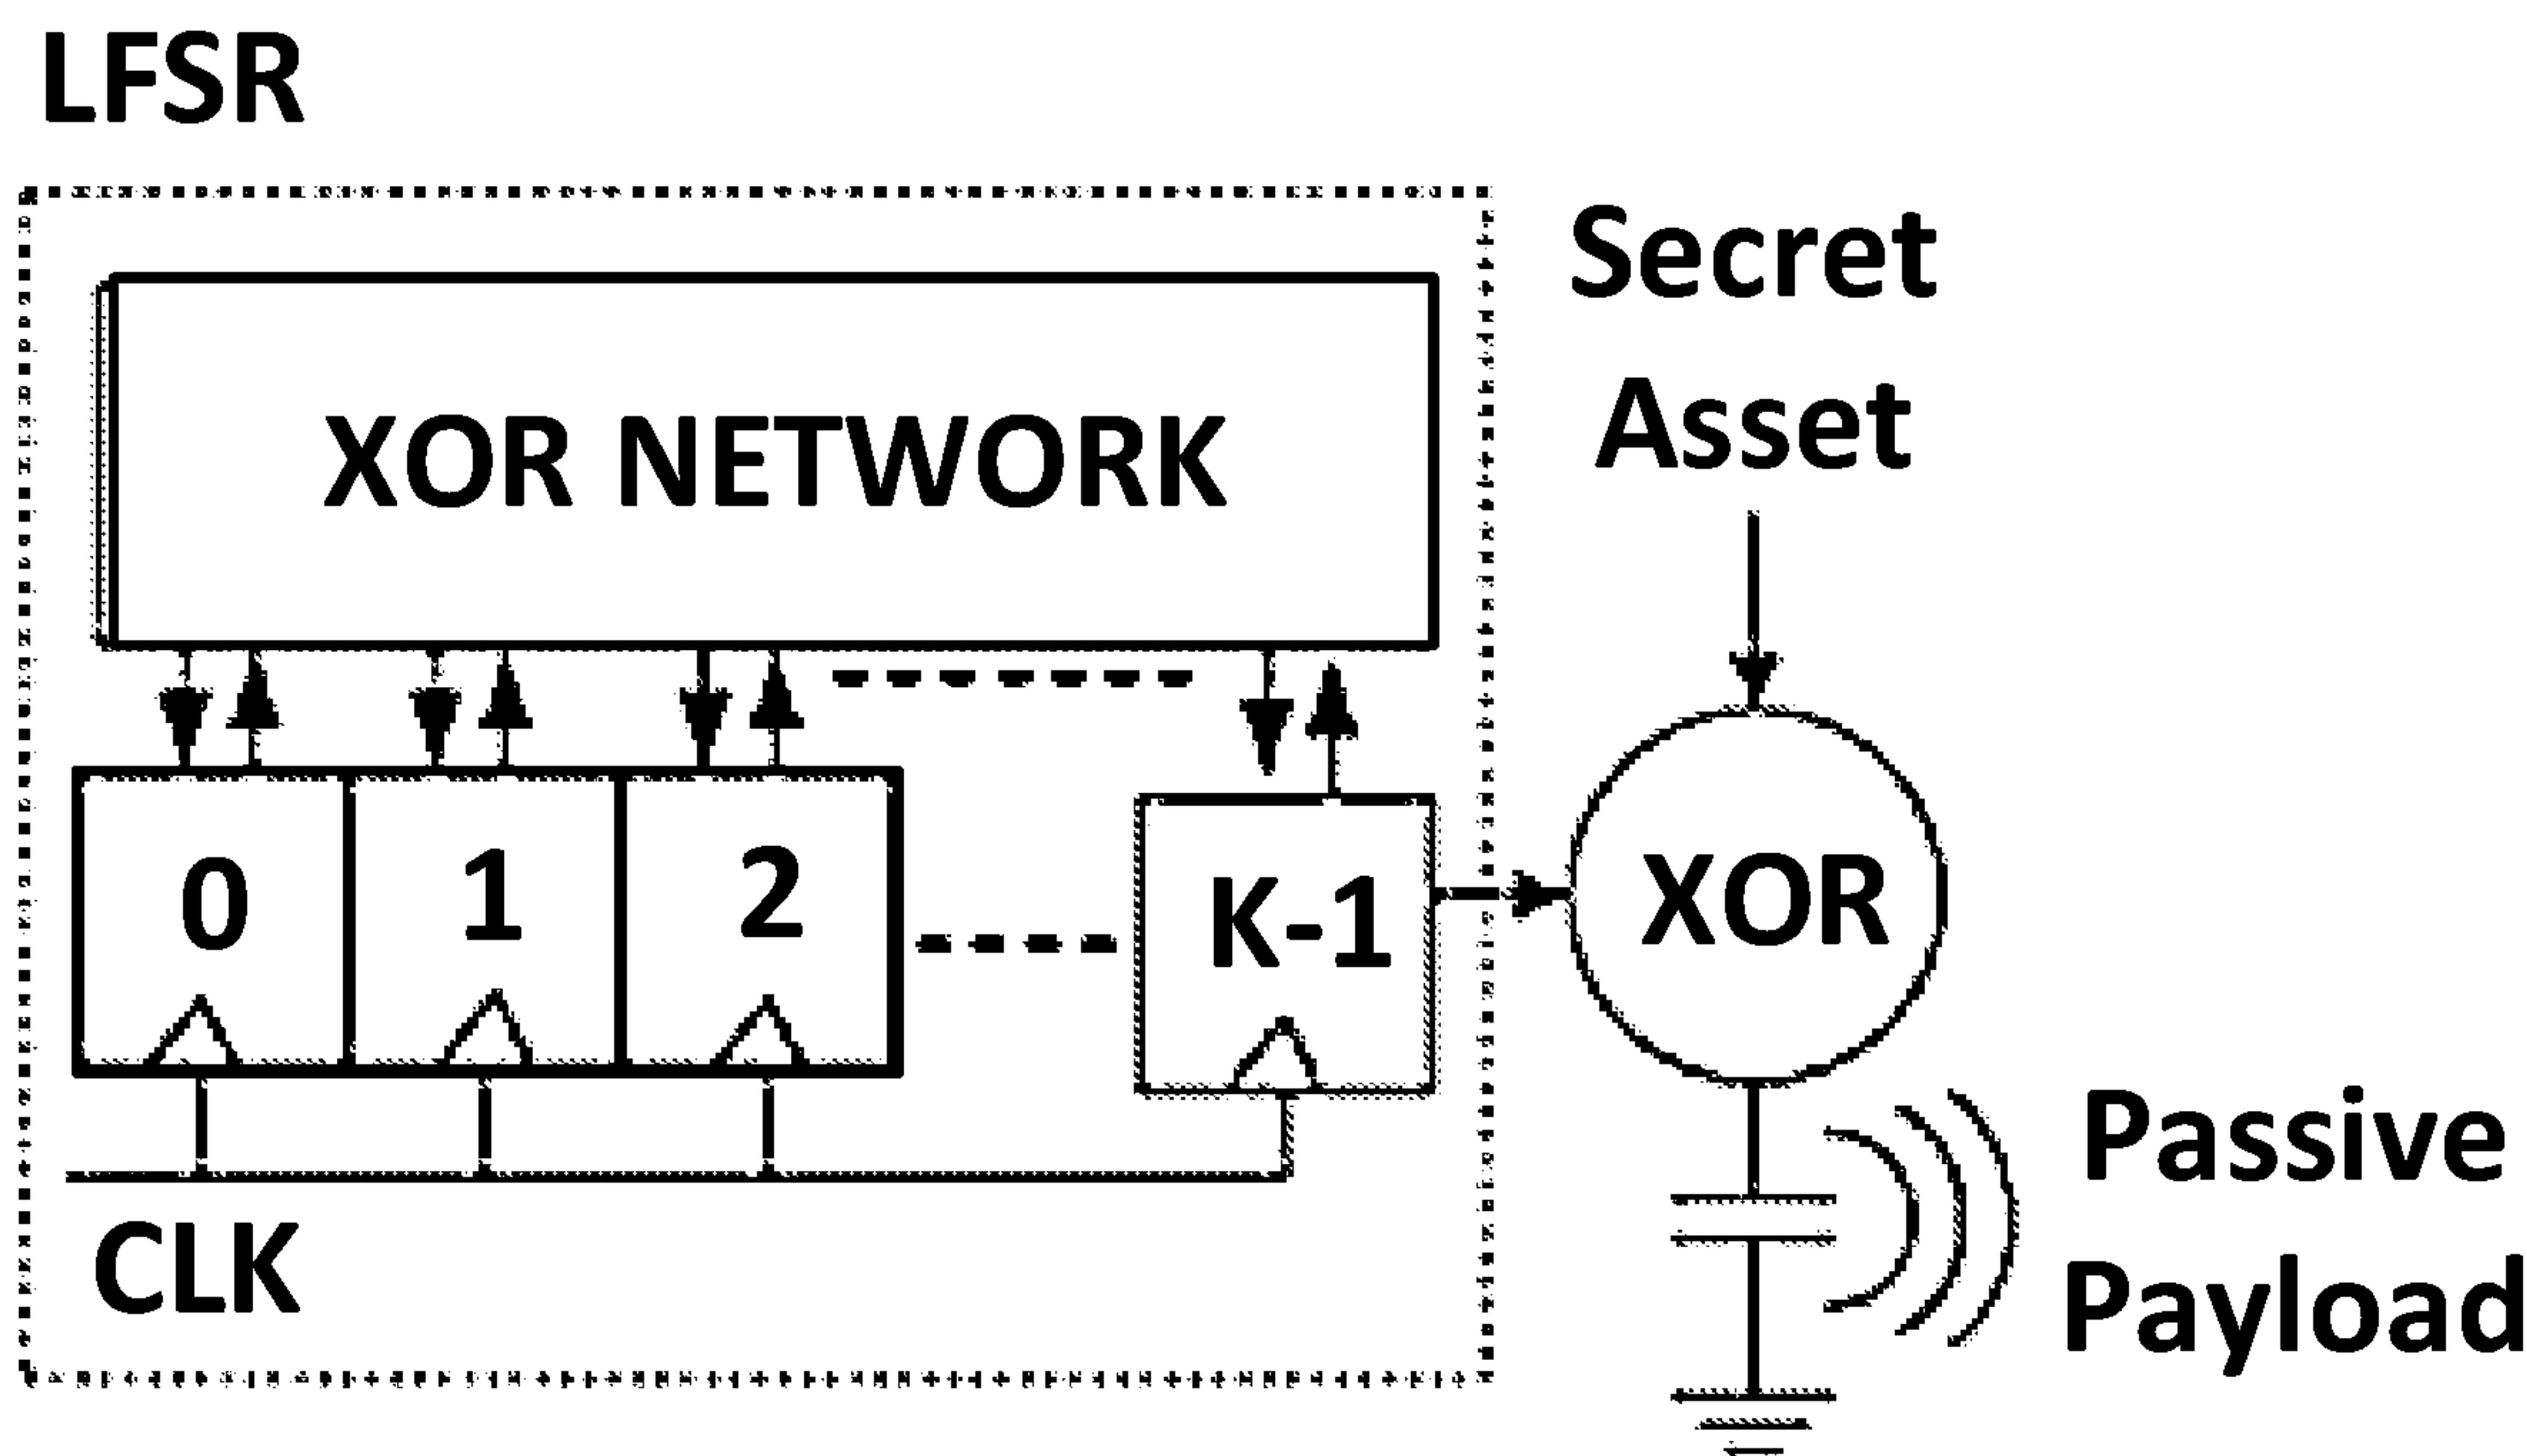 LFSR
XOR NETWORK
Secret
Asset
0
1
2
K-1
XOR
CLK
Passive
Payload